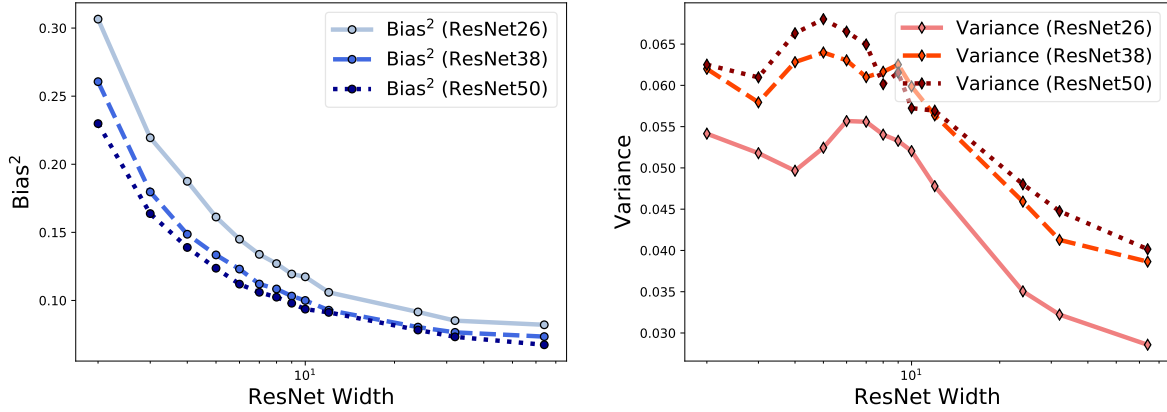 0.30
0.25
0.20
0.15
0.10
Bias²
10¹
ResNet Width
Bias² (ResNet26)
Bias² (ResNet38)
Bias² (ResNet50)
0.065
0.060
0.055
0.050
0.045
0.040
0.035
0.030
Variance
10¹
ResNet Width
Variance (ResNet26)
Variance (ResNet38)
Variance (ResNet50)